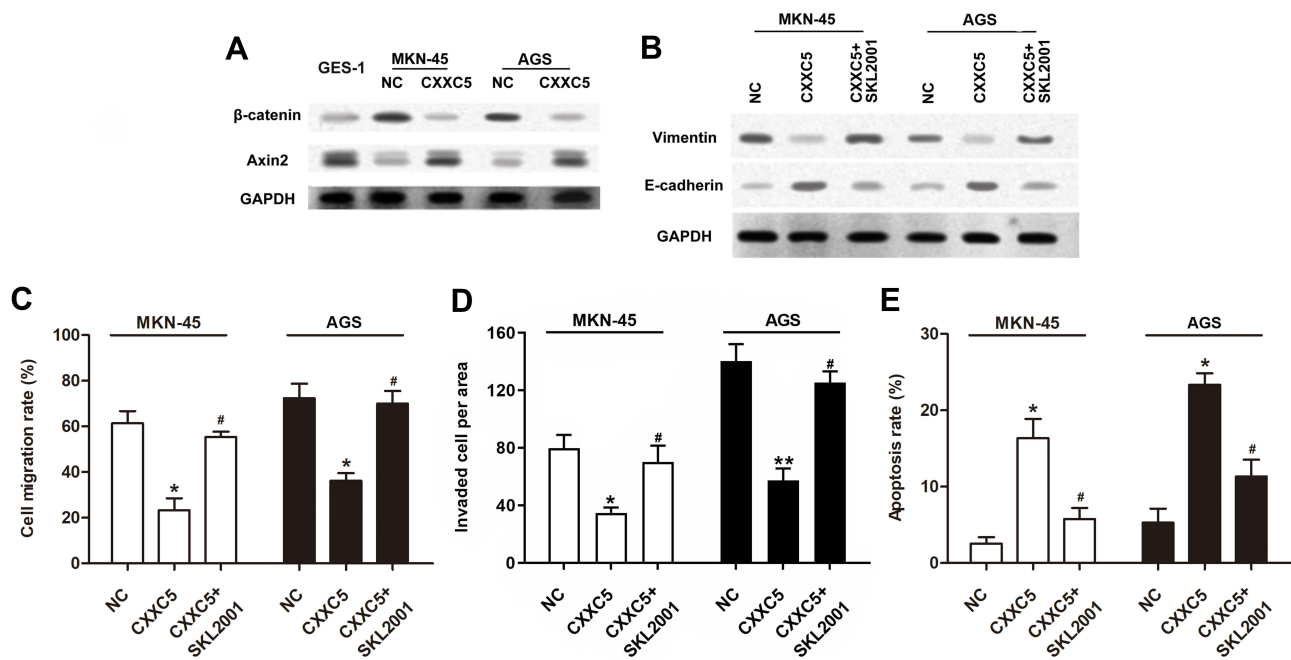 A
GES-1
MKN-45
AGS
NC
CXXC5
NC
CXXC5
β-catenin
Axin2
GAPDH
B
MKN-45
AGS
NC
CXXC5
CXXC5+
SKL2001
NC
CXXC5
CXXC5+
SKL2001
Vimentin
E-cadherin
GAPDH
C
MKN-45
AGS
Cell migration rate (%)
100
80
60
40
20
0
*
#
*
#
NC
CXXC5
CXXC5+
SKL2001
NC
CXXC5
CXXC5+
SKL2001
D
MKN-45
AGS
Invaded cell per area
160
120
80
40
0
*
#
**
#
NC
CXXC5
CXXC5+
SKL2001
NC
CXXC5
CXXC5+
SKL2001
E
MKN-45
AGS
Apoptosis rate (%)
30
20
10
0
*
#
*
#
NC
CXXC5
CXXC5+
SKL2001
NC
CXXC5
CXXC5+
SKL2001